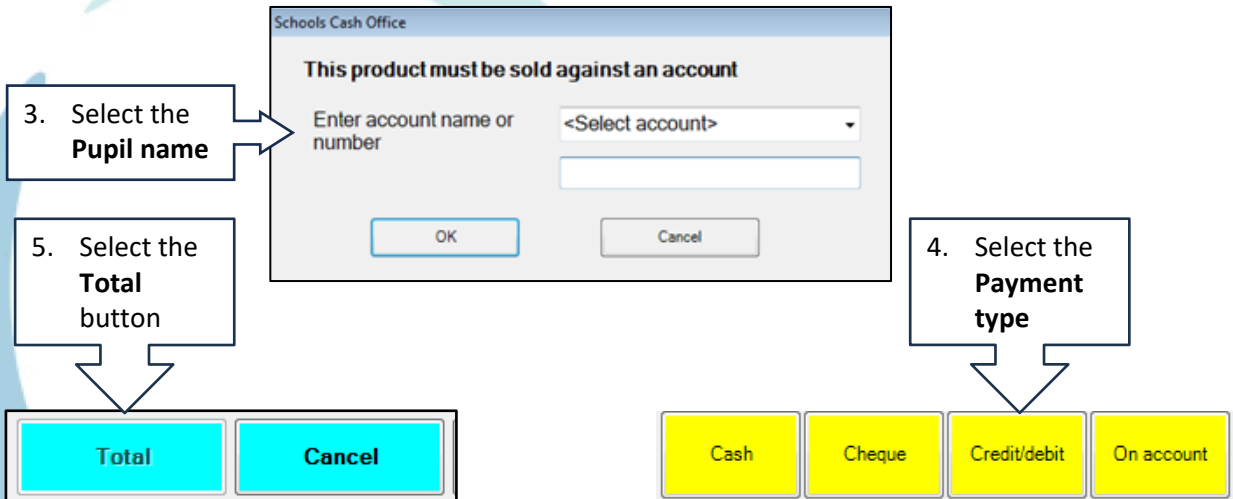 Schools Cash Office
This product must be sold against an account
3. Select the
Pupil name
Enter account name or
number
<Select account>
OK
Cancel
5. Select the
Total
button
4. Select the
Payment
type
Total
Cancel
Cash
Cheque
Credit/debit
On account